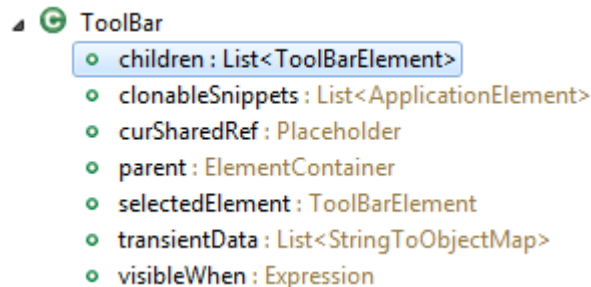 ToolBar
children : List<ToolBarElement>
clonableSnippets : List<ApplicationElement>
curSharedRef : Placeholder
parent : ElementContainer
selectedElement : ToolBarElement
transientData : List<StringToObjectMap>
visibleWhen : Expression